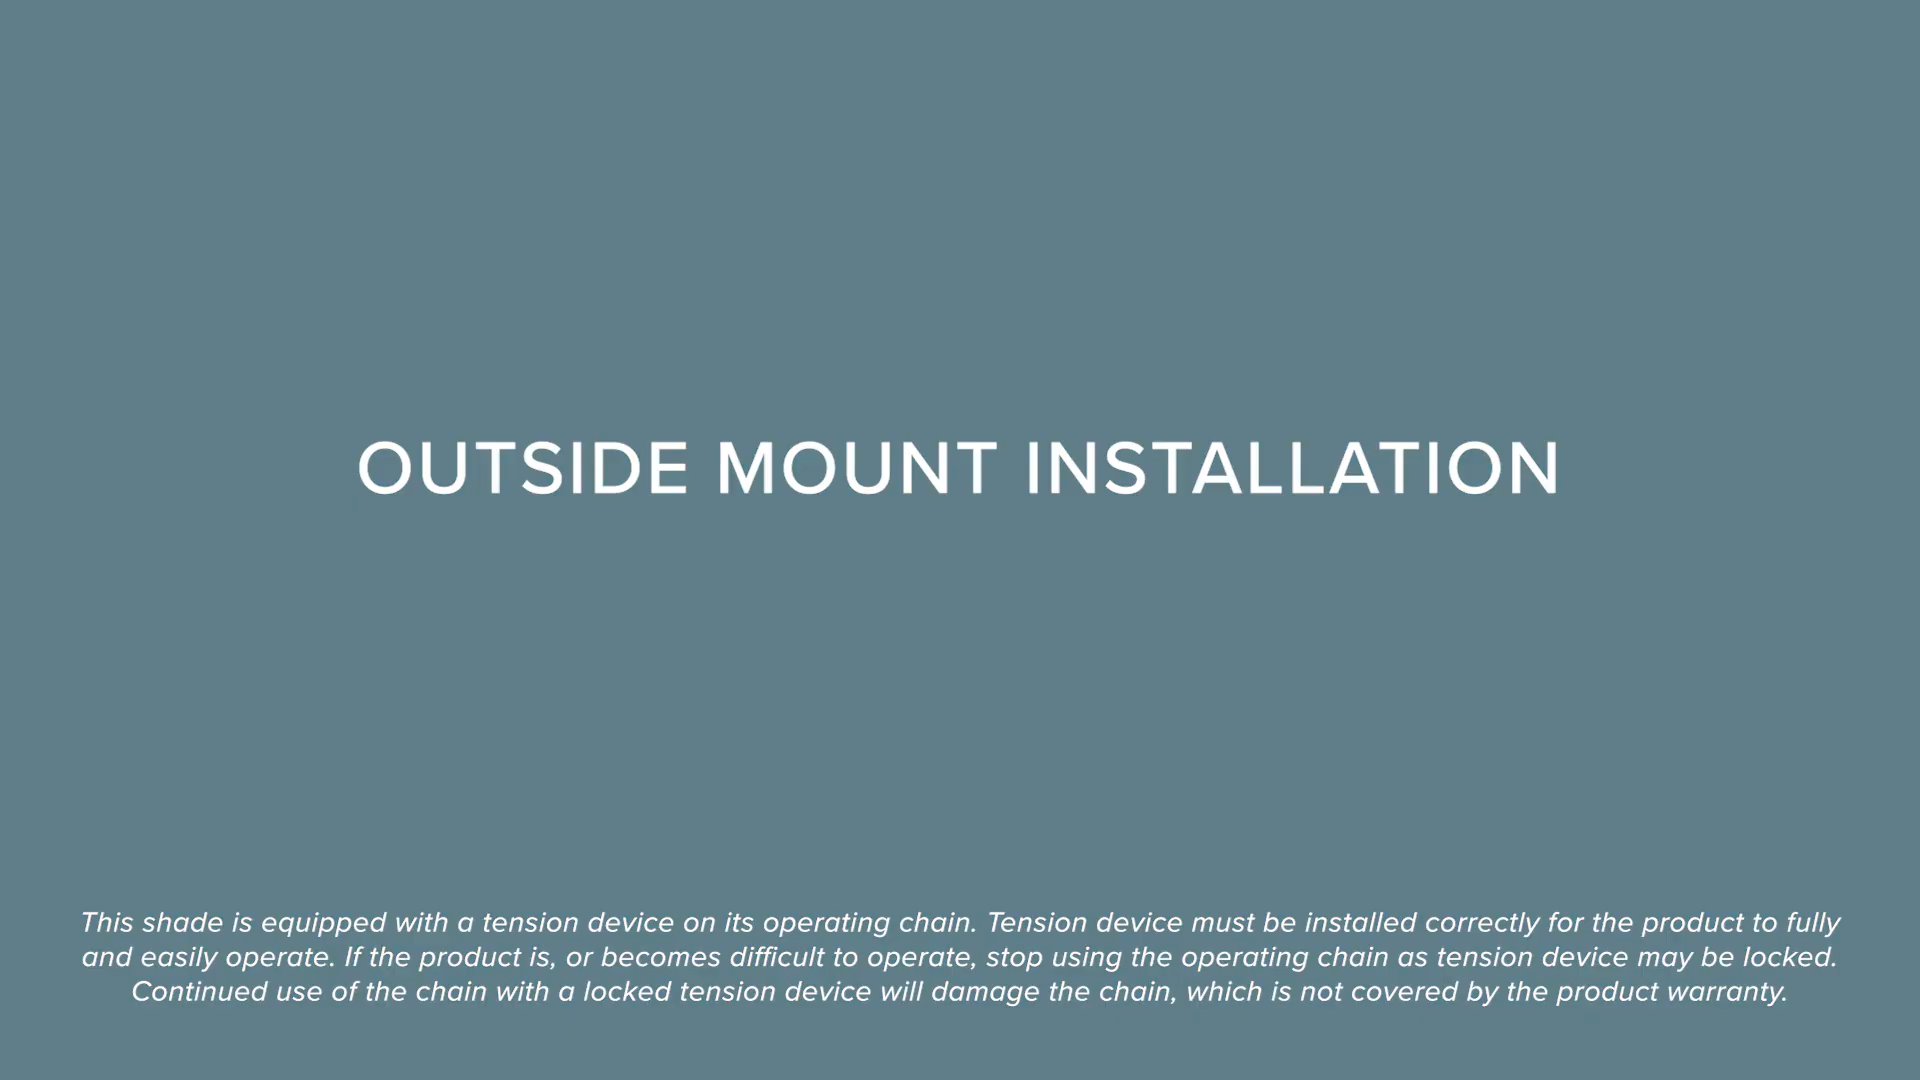 OUTSIDE MOUNT INSTALLATION
This shade is equipped with a tension device on its operating chain. Tension device must be installed correctly for the product to fully
and easily operate. If the product is, or becomes difficult to operate, stop using the operating chain as tension device may be locked.
Continued use of the chain with a locked tension device will damage the chain, which is not covered by the product warranty.